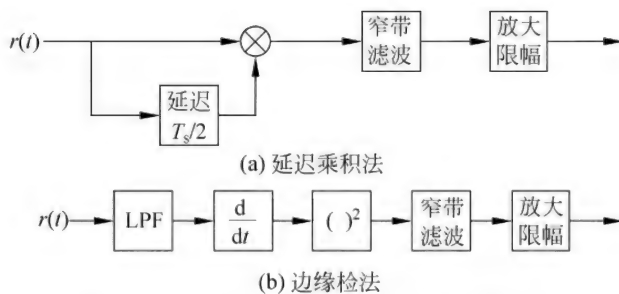 r(t)
窄带
滤波
放大
限幅
延迟
T_s/2
(a) 延迟乘积法
r(t)
LPF
d
dt
( )²
窄带
滤波
放大
限幅
(b) 边缘检法